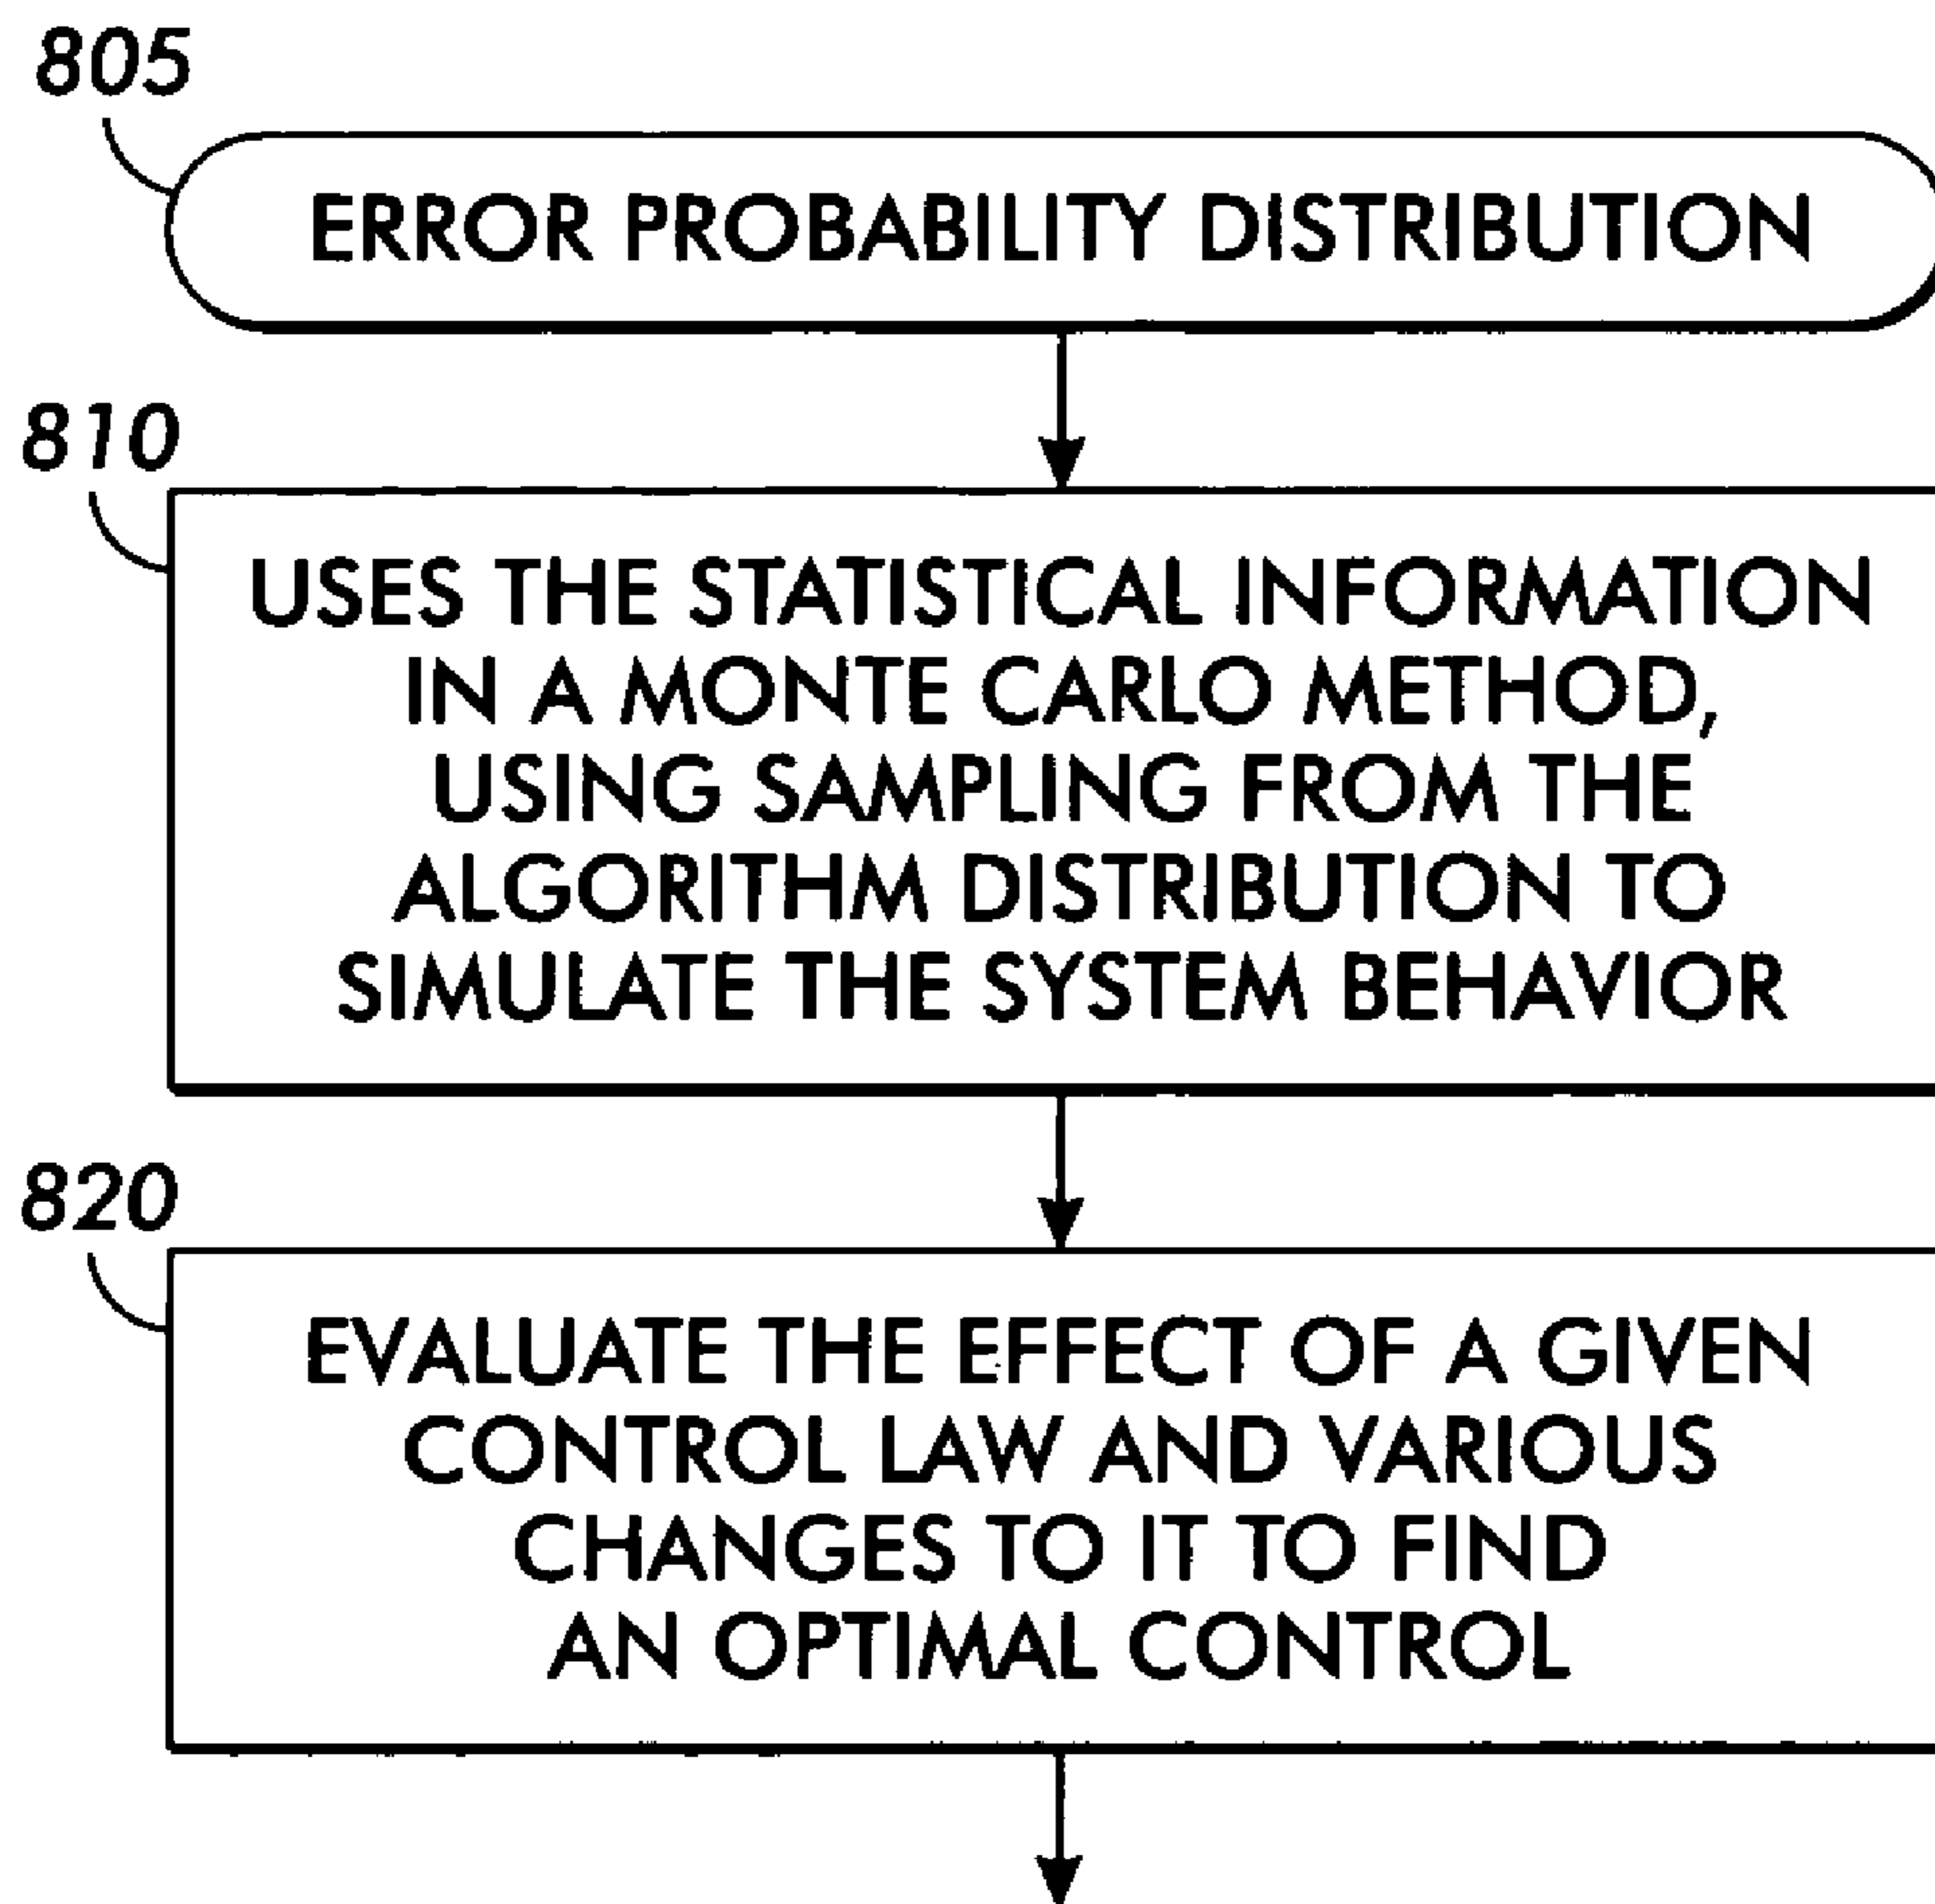 805
ERROR PROBABILITY DISTRIBUTION
810
USES THE STATISTICAL INFORMATION
IN A MONTE CARLO METHOD,
USING SAMPLING FROM THE
ALGORITHM DISTRIBUTION TO
SIMULATE THE SYSTEM BEHAVIOR
820
EVALUATE THE EFFECT OF A GIVEN
CONTROL LAW AND VARIOUS
CHANGES TO IT TO FIND
AN OPTIMAL CONTROL